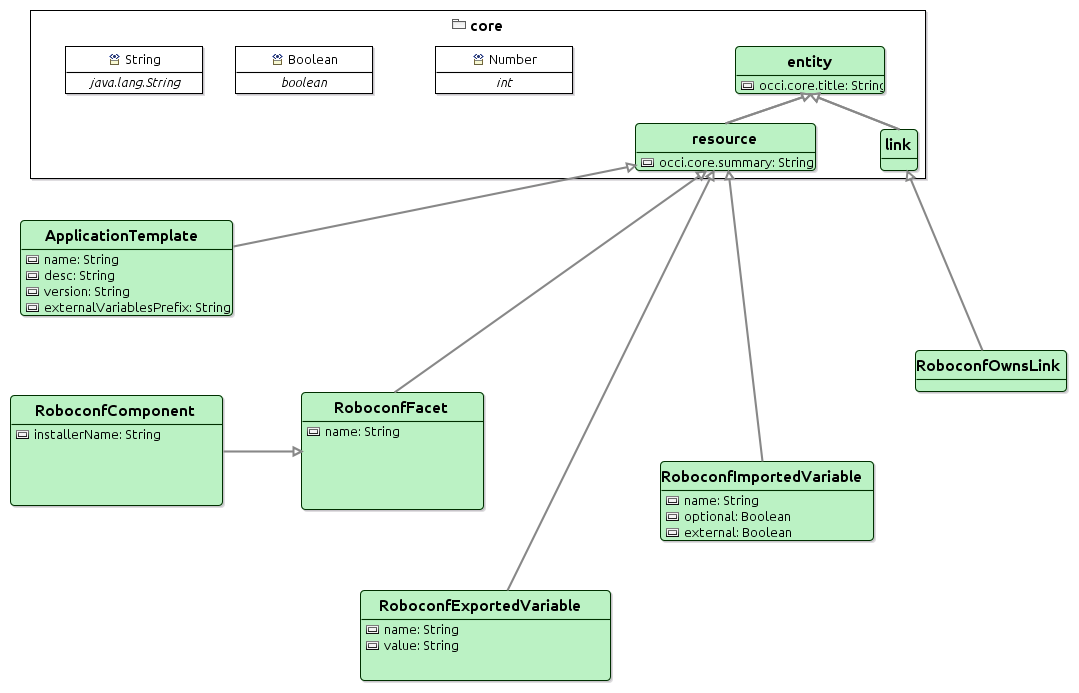 core
String
java.lang.String
Boolean
boolean
Number
int
entity
occi.core.title: String
resource
occi.core.summary: String
link
ApplicationTemplate
name: String
desc: String
version: String
externalVariablesPrefix: String
RoboconfOwnsLink
RoboconfComponent
installerName: String
RoboconfFacet
name: String
RoboconfImportedVariable
name: String
optional: Boolean
external: Boolean
RoboconfExportedVariable
name: String
value: String